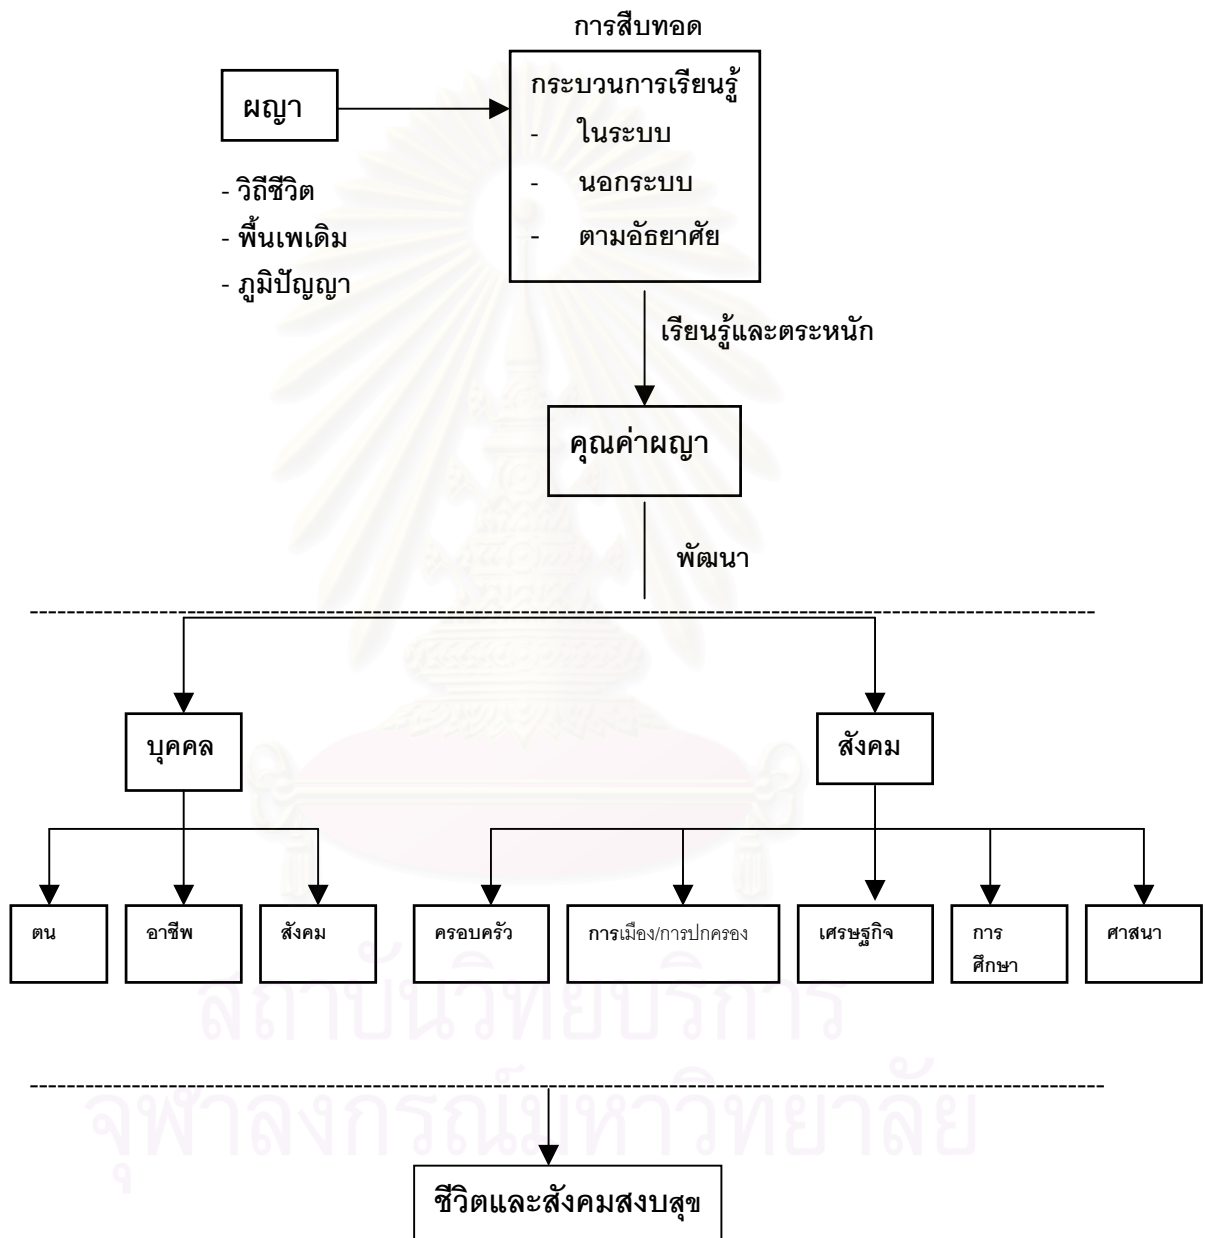 การสืบทอด
ผญา
- วิถีชีวิต
- พื้นเพเดิม
- ภูมิปัญญา
กระบวนการเรียนรู้
- ในระบบ
- นอกระบบ
- ตามอัธยาศัย
เรียนรู้และตระหนัก
คุณค่าผญา
พัฒนา
บุคคล
สังคม
ตน
อาชีพ
สังคม
ครอบครัว
การเมือง/การปกครอง
เศรษฐกิจ
การ
ศึกษา
ศาสนา
สถาบันวิทยบริการ
จุฬาลงกรณ์มหาวิทยาลัย
ชีวิตและสังคมสงบสุข